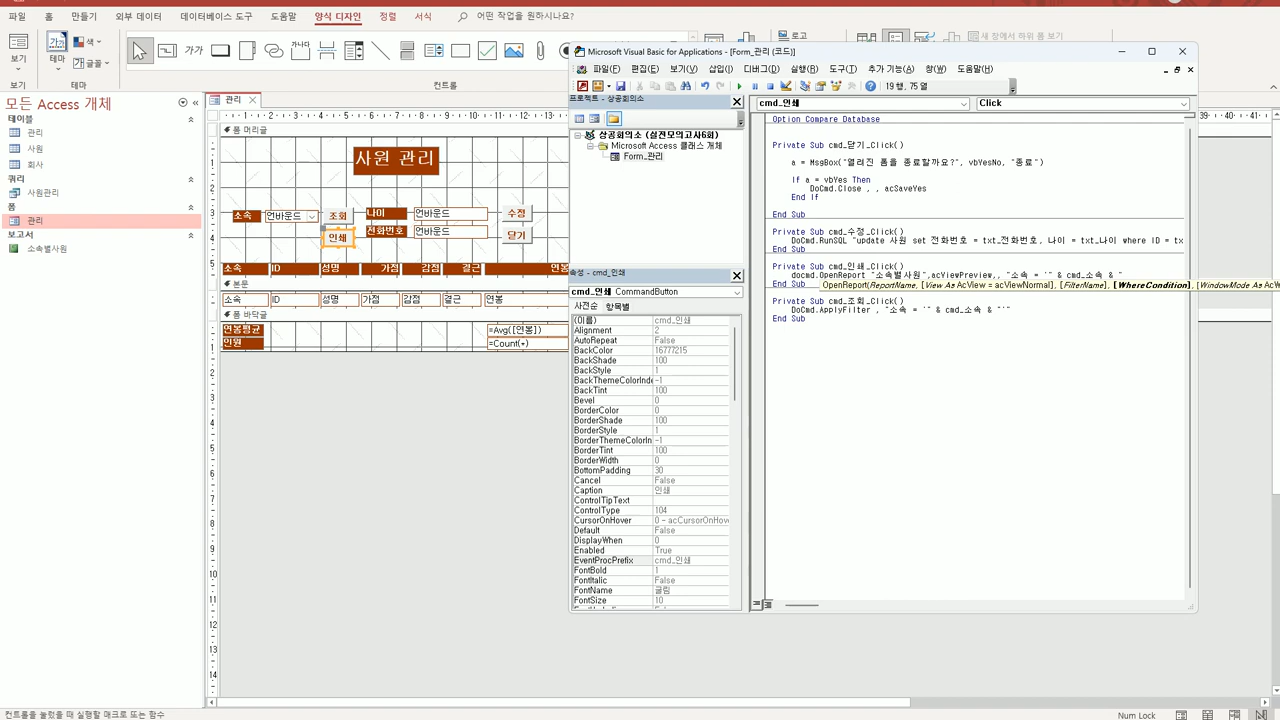 파일 홈 만들기 외부 데이터 데이터베이스 도구 도움말 양식 디자인 정렬 서식 어떤 작업을 원하시나요?
보기 테마 색 글꼴 가가 가나다 로고
보기 테마 컨트롤
모든 Access 개체
테이블
관리
사원
회사
쿼리
사원관리
폼
관리
보고서
소속별사원
관리
폼 머리글
사원 관리
소속 언바운드 조회 나이 언바운드 수정
인쇄 전화번호 언바운드 닫기
소속 ID 성명 가점 감점 결근 연봉
본문
소속 ID 성명 가점 감점 결근 연봉
폼 바닥글
연봉평균 =Avg([연봉])
인원 =Count(*)
Microsoft Visual Basic for Applications - [Form_관리 (코드)]
파일(F) 편집(E) 보기(V) 삽입(I) 디버그(D) 실행(R) 도구(T) 추가 기능(A) 창(W) 도움말(H)
19 행, 75 열
프로젝트 - 상공회의소
상공회의소 (실전모의고사6회)
Microsoft Access 클래스 개체
Form_관리
속성 - cmd_인쇄
cmd_인쇄 CommandButton
사전순 항목별
(이름) cmd_인쇄
Alignment 2
AutoRepeat False
BackColor 16777215
BackShade 100
BackStyle 1
BackThemeColorInde -1
BackTint 100
Bevel 0
BorderColor 0
BorderShade 100
BorderStyle 1
BorderThemeColorIn -1
BorderTint 100
BorderWidth 0
BottomPadding 30
Cancel False
Caption 인쇄
ControlTipText
ControlType 104
CursorOnHover 0 - acCursorOnHov
Default False
DisplayWhen 0
Enabled True
EventProcPrefix cmd_인쇄
FontBold 1
FontItalic False
FontName 굴림
FontSize 10
cmd_인쇄 Click
Option Compare Database
Private Sub cmd_닫기_Click()
a = MsgBox("열려진 폼을 종료할까요?", vbYesNo, "종료")
If a = vbYes Then
DoCmd.Close , , acSaveYes
End If
End Sub
Private Sub cmd_수정_Click()
DoCmd.RunSQL "update 사원 set 전화번호 = txt_전화번호, 나이 = txt_나이 where ID = tx
End Sub
Private Sub cmd_인쇄_Click()
docmd.OpenReport "소속별사원",acViewPreview,, "소속 = '" & cmd_소속 & "
End Sub
OpenReport(ReportName, [View As AcView = acViewNormal], [FilterName], [WhereCondition], [WindowMode As AcW
Private Sub cmd_조회_Click()
DoCmd.ApplyFilter , "소속 = '" & cmd_소속 & "'"
End Sub
컨트롤을 눌렀을 때 실행할 매크로 또는 함수
Num Lock